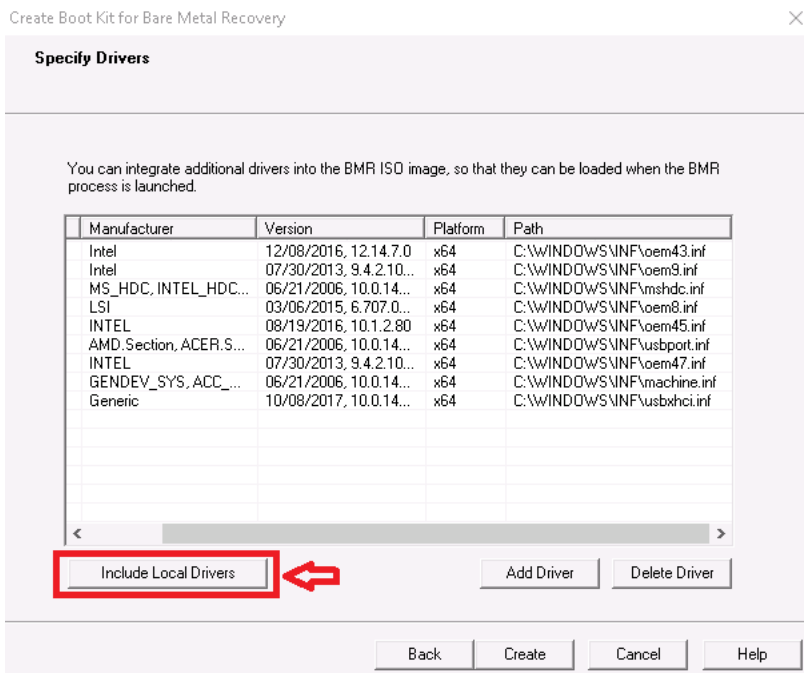 Create Boot Kit for Bare Metal Recovery
Specify Drivers
You can integrate additional drivers into the BMR ISO image, so that they can be loaded when the BMR
process is launched.
Manufacturer Version Platform Path
Intel 12/08/2016, 12.14.7.0 x64 C:\WINDOWS\INF\oem43.inf
Intel 07/30/2013, 9.4.2.10... x64 C:\WINDOWS\INF\oem9.inf
MS_HDC, INTEL_HDC... 06/21/2006, 10.0.14... x64 C:\WINDOWS\INF\mshdc.inf
LSI 03/06/2015, 6.707.0... x64 C:\WINDOWS\INF\oem8.inf
INTEL 08/19/2016, 10.1.2.80 x64 C:\WINDOWS\INF\oem45.inf
AMD.Section, ACER.S... 06/21/2006, 10.0.14... x64 C:\WINDOWS\INF\usbport.inf
INTEL 07/30/2013, 9.4.2.10... x64 C:\WINDOWS\INF\oem47.inf
GENDEV_SYS, ACC_... 06/21/2006, 10.0.14... x64 C:\WINDOWS\INF\machine.inf
Generic 10/08/2017, 10.0.14... x64 C:\WINDOWS\INF\usbxhci.inf
Include Local Drivers Add Driver Delete Driver
Back Create Cancel Help